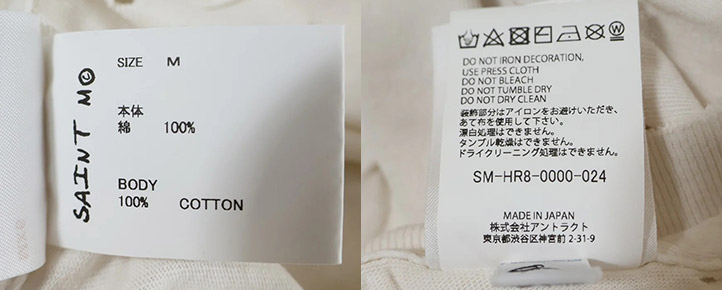 SAINT M
SIZE M
本体
綿 100%
BODY
100% COTTON
DO NOT IRON DECORATION,
USE PRESS CLOTH
DO NOT BLEACH
DO NOT TUMBLE DRY
DO NOT DRY CLEAN
装飾部分はアイロンをお避けいただき、
あて布を使用して下さい。
漂白処理はできません。
タンブル乾燥はできません。
ドライクリーニング処理はできません。
SM-HR8-0000-024
MADE IN JAPAN
株式会社アントラクト
東京都渋谷区神宮前 2-31-9